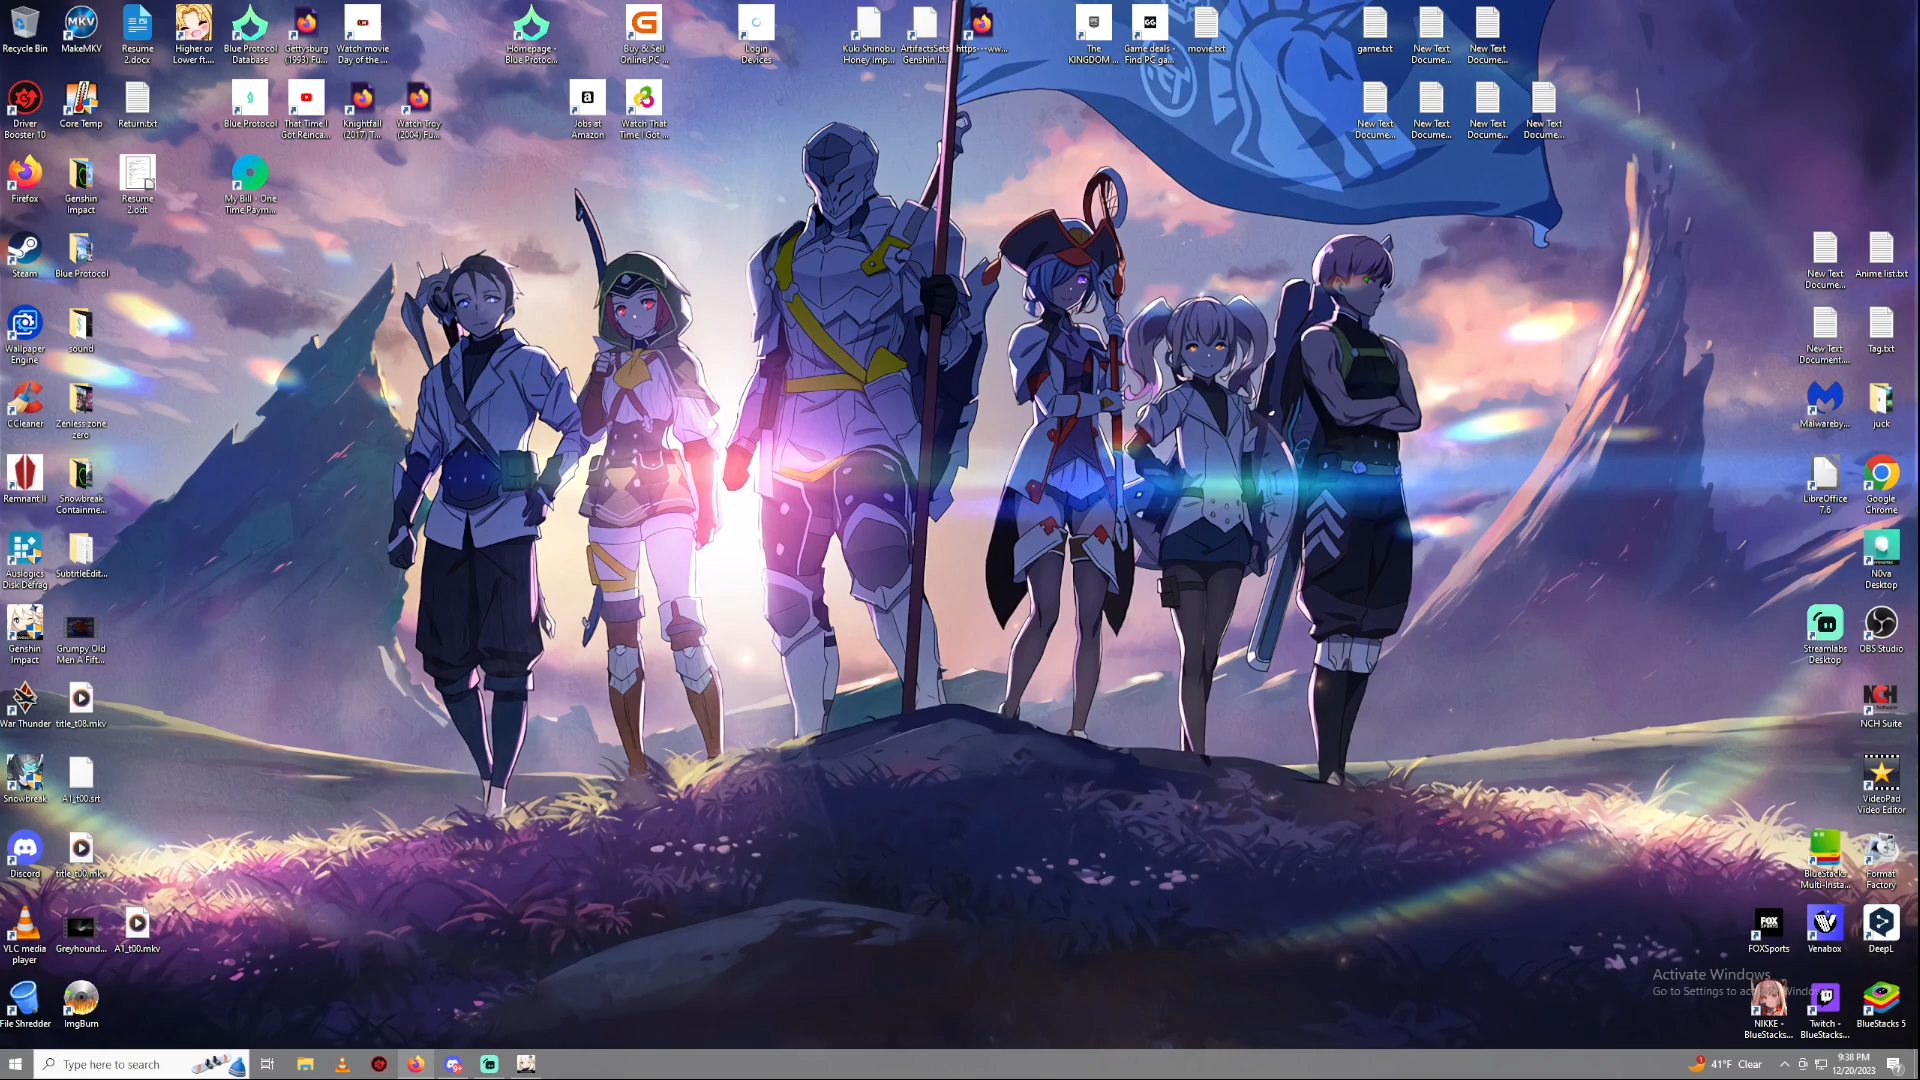 Recycle Bin
MakeMKV
Resume
2.docx
Higher or
Lower ft....
Blue Protocol
Database
Gettysburg
(1993) Fu...
Watch movie
Day of the ...
Homepage -
Blue Protoc...
Buy & Sell
Online PC ...
Login
Devices
Kuki Shinobu
Honey Imp...
ArtifactsSets
Genshin I...
https---ww...
The
KINGDOM ...
Game deals -
Find PC ga...
movie.txt
game.txt
New Text
Docume...
New Text
Docume...
Driver
Booster 10
Core Temp
Return.txt
Blue Protocol
That Time I
Got Reinca...
Knightfall
(2017) T...
Watch Troy
(2004) Fu...
Jobs at
Amazon
Watch That
Time I Got ...
New Text
Docume...
New Text
Docume...
New Text
Docume...
New Text
Docume...
Firefox
Genshin
Impact
Resume
2.odt
My Bill - One
Time Paym...
Steam
Blue Protocol
New Text
Docume...
Anime list.txt
Wallpaper
Engine
sound
New Text
Document....
Tag.txt
CCleaner
Zenless zone
zero
Malwareby...
juck
Remnant II
Snowbreak
Containme...
LibreOffice
7.6
Google
Chrome
Auslogics
Disk Defrag
SubtitleEdit...
N0va
Desktop
Genshin
Impact
Grumpy Old
Men A Fift...
Streamlabs
Desktop
OBS Studio
War Thunder
title_t08.mkv
NCH Suite
Snowbreak
A1_t00.srt
VideoPad
Video Editor
Discord
title_t00.mkv
BlueStacks
Multi-Insta...
Format
Factory
VLC media
player
Greyhound...
A1_t00.mkv
FOX
SPORTS
FOXSports
Venabox
DeepL
Activate Windows
Go to Settings to activate Windows.
File Shredder
ImgBurn
NIKKE -
BlueStacks...
Twitch -
BlueStacks...
BlueStacks 5
Type here to search
41°F Clear
9:38 PM
12/20/2023